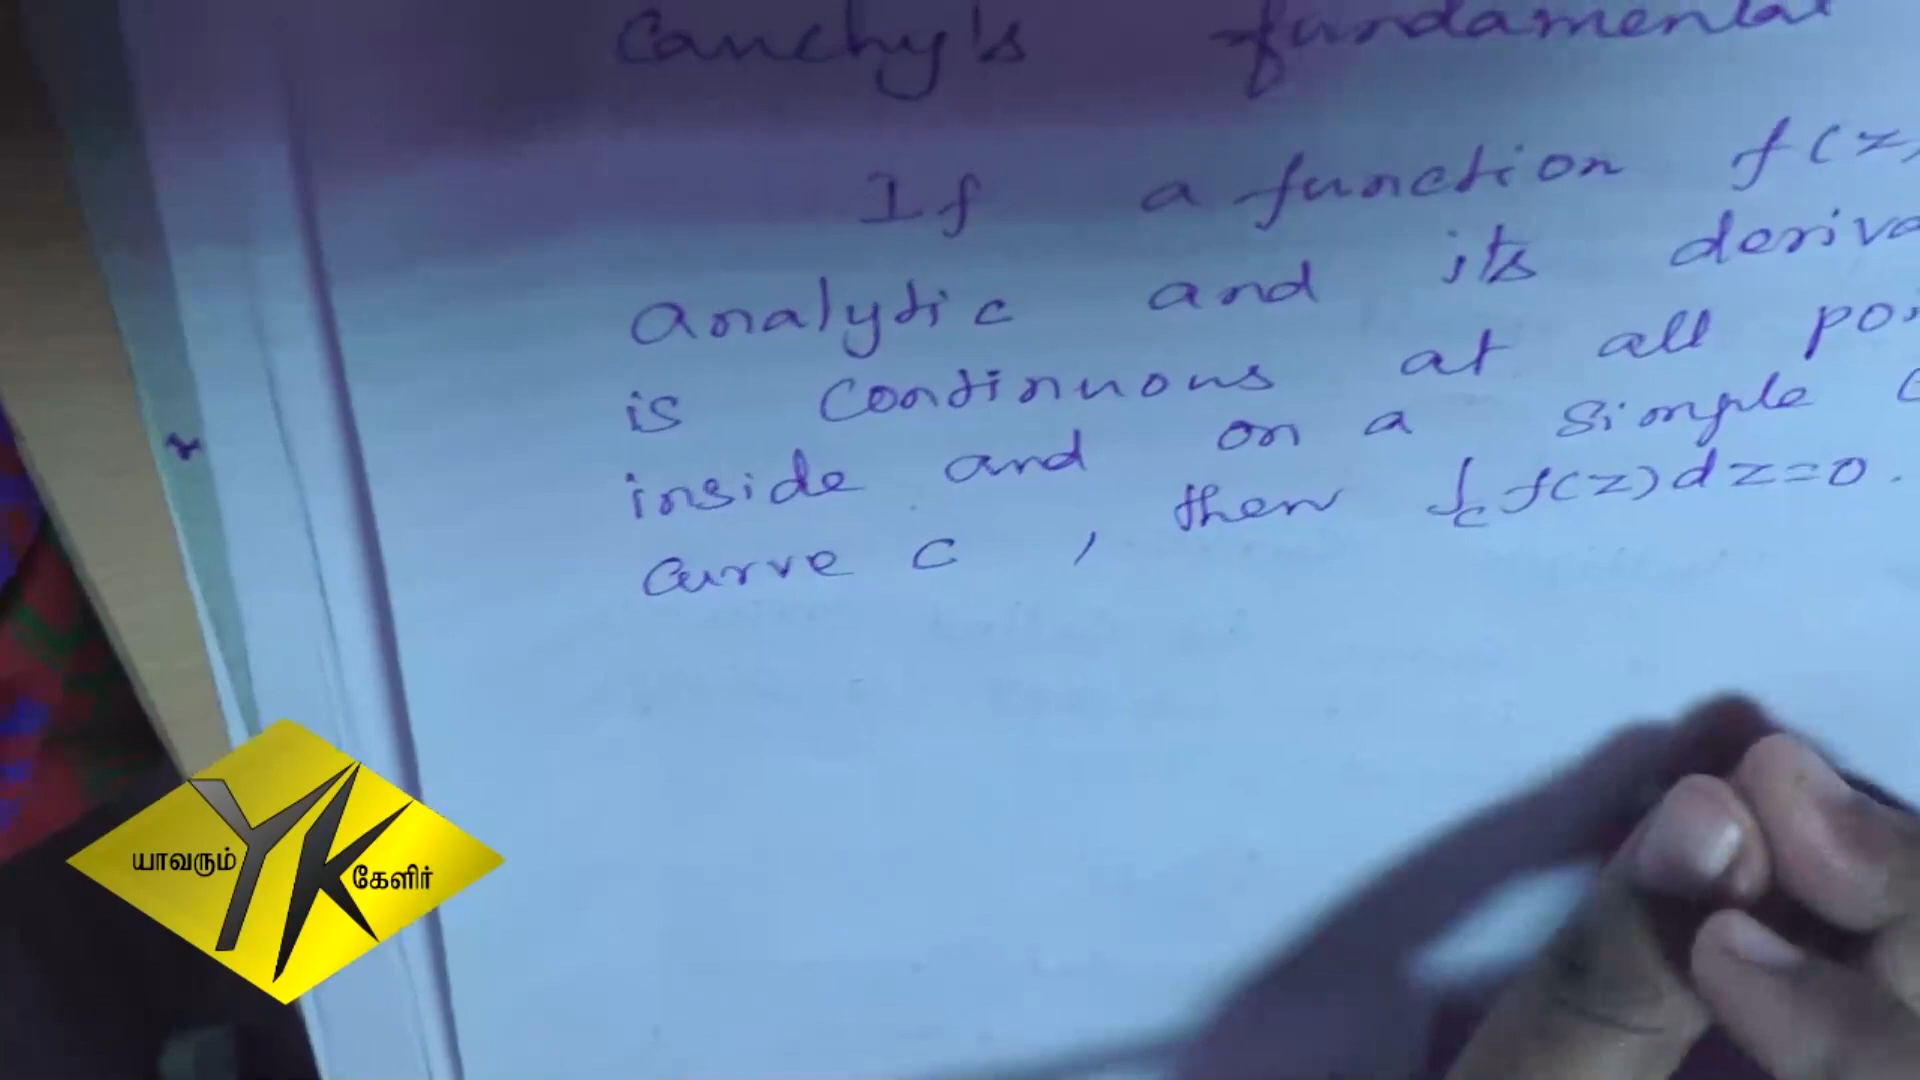 Cauchy's fundamental
If a function f(z)
analytic and its deriva
is continuous at all poi
inside and on a simple c
curve c , then ∫c f(z)dz=0.
யாவரும் YK கேளிர்